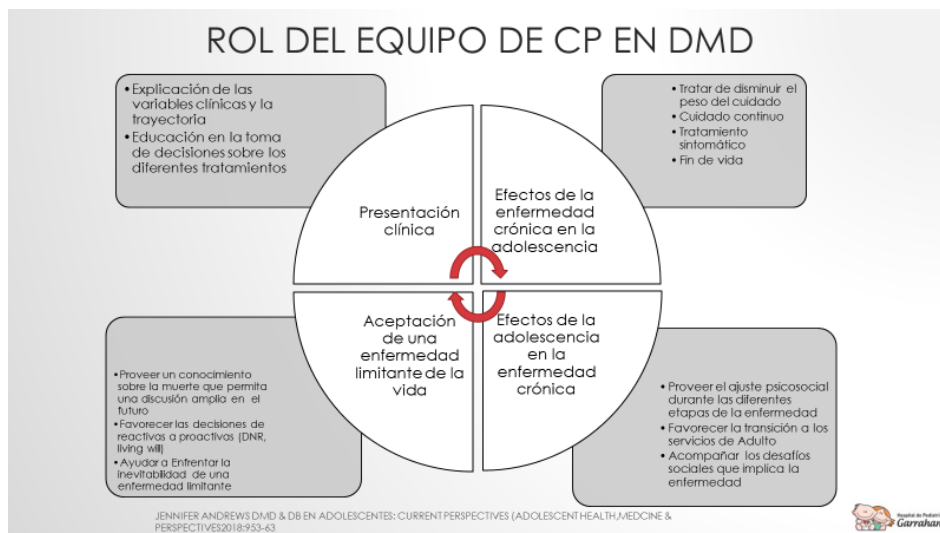 ROL DEL EQUIPO DE CP EN DMD
•Explicación de las
variables clínicas y la
trayectoria
•Educación en la toma
de decisiones sobre los
diferentes tratamientos
• Tratar de disminuir el
peso del cuidado
• Cuidado continuo
• Tratamiento
sintomático
• Fin de vida
Presentación
clínica
Efectos de la
enfermedad
crónica en la
adolescencia
Aceptación
de una
enfermedad
limitante de la
vida
Efectos de la
adolescencia
en la
enfermedad
crónica
•Proveer un conocimiento
sobre la muerte que permita
una discusión amplia en el
futuro
•Favorecer las decisiones de
reactivas a proactivas (DNR,
living will)
•Ayudar a Enfrentar la
inevitabilidad de una
enfermedad limitante
• Proveer el ajuste psicosocial
durante las diferentes
etapas de la enfermedad
• Favorecer la transición a los
servicios de Adulto
• Acompañar los desafíos
sociales que implica la
enfermedad
JENNIFER ANDREWS DMD & DB EN ADOLESCENTES: CURRENT PERSPECTIVES (ADOLESCENT HEALTH,MEDCINE &
PERSPECTIVES2018:953-63
Hospital de Pediatría
Garrahan